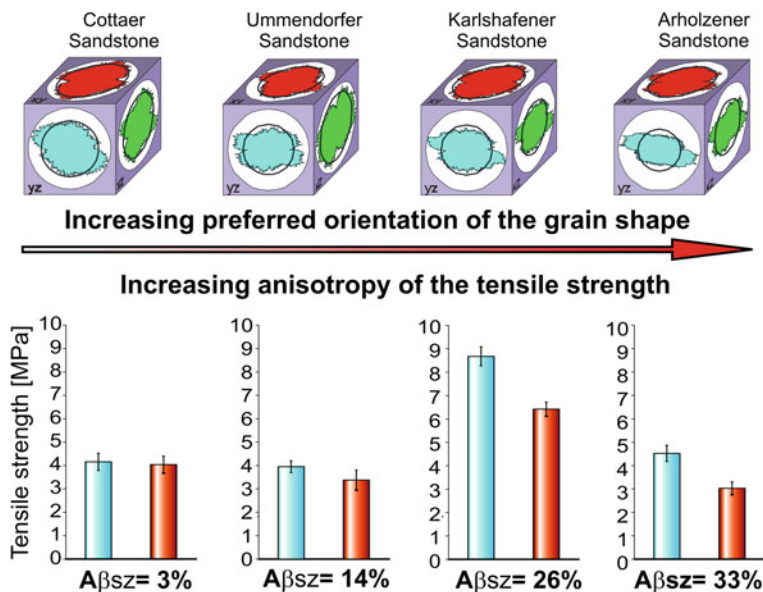 Cottaer
Sandstone
Ummendorfer
Sandstone
Karlshafener
Sandstone
Arholzener
Sandstone
xy
yz
xy
yz
xy
yz
xy
yz
Increasing preferred orientation of the grain shape
Increasing anisotropy of the tensile strength
Tensile strength [MPa]
10
9
8
7
6
5
4
3
2
1
0
10
9
8
7
6
5
4
3
2
1
0
10
9
8
7
6
5
4
3
2
1
0
10
9
8
7
6
5
4
3
2
1
0
Aβsz= 3%
Aβsz= 14%
Aβsz= 26%
Aβsz= 33%